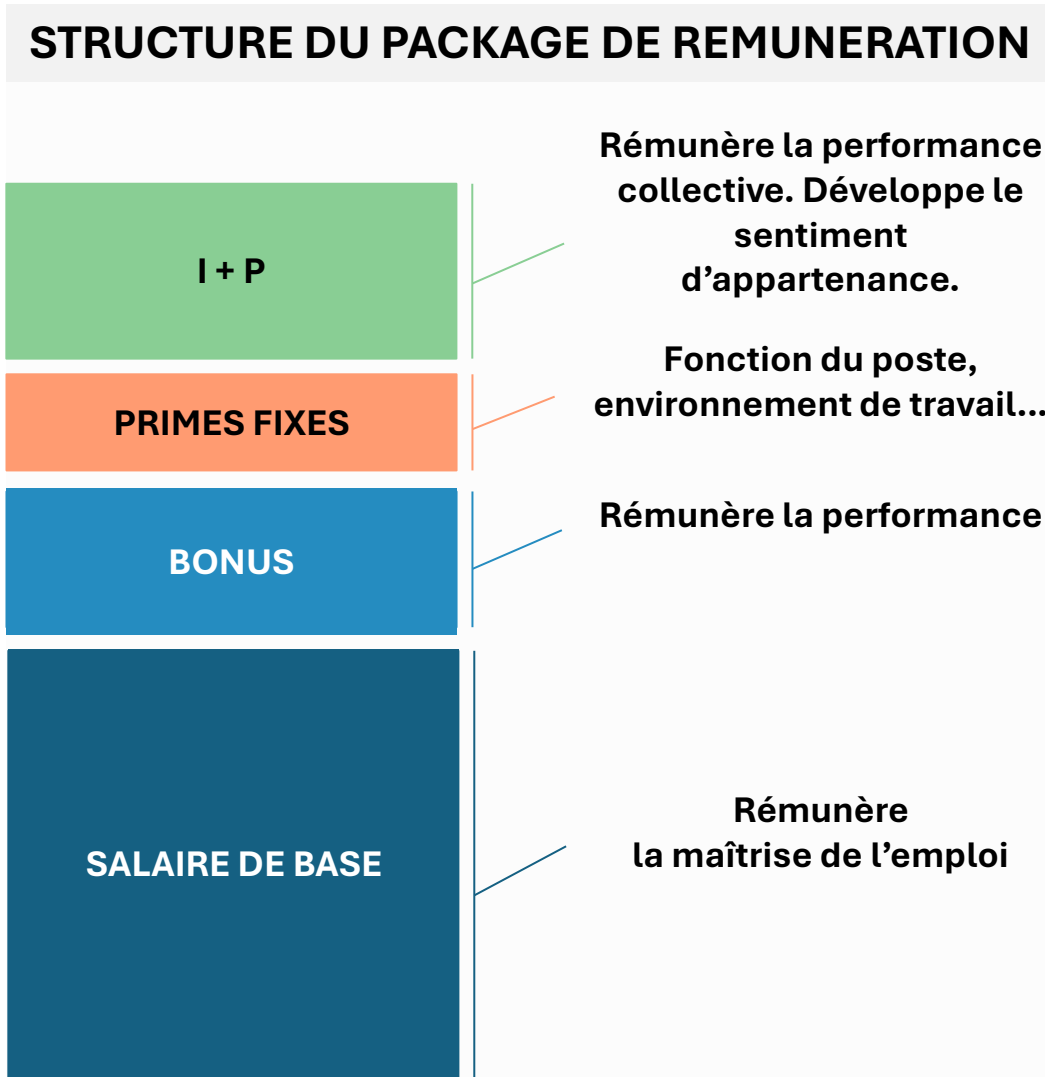 STRUCTURE DU PACKAGE DE REMUNERATION
Rémunère la performance
collective. Développe le
sentiment
d’appartenance.
I + P
Fonction du poste,
environnement de travail...
PRIMES FIXES
Rémunère la performance
BONUS
Rémunère
la maîtrise de l’emploi
SALAIRE DE BASE